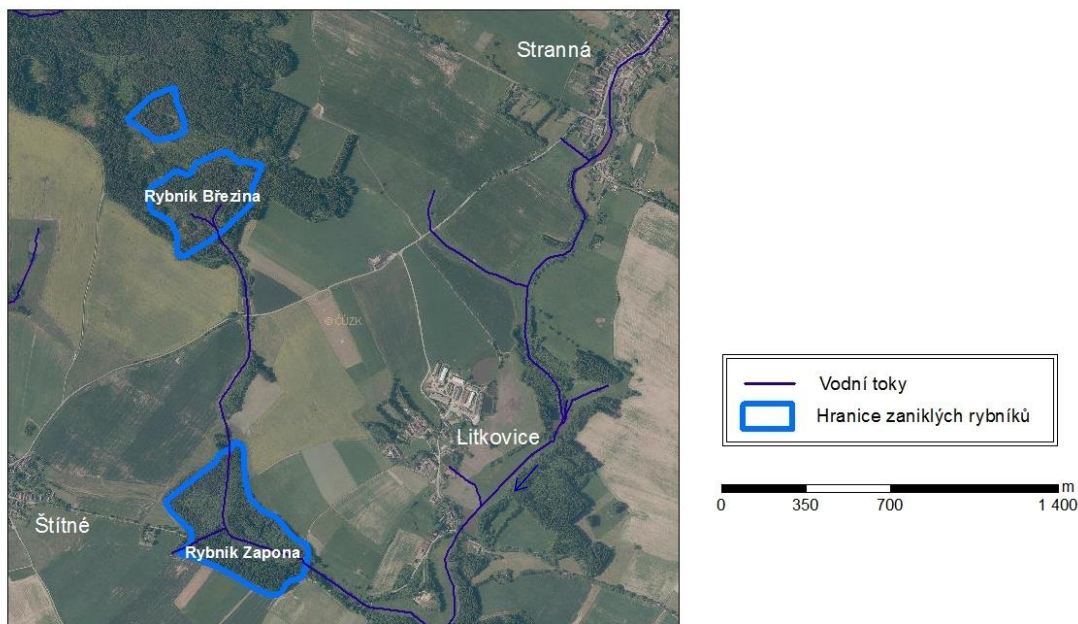 Stranná
Rybník Březina
© ČÚZK
Litkovice
Štítné
Rybník Zapona
Vodní toky
Hranice zaniklých rybníků
m
0 350 700 1 400